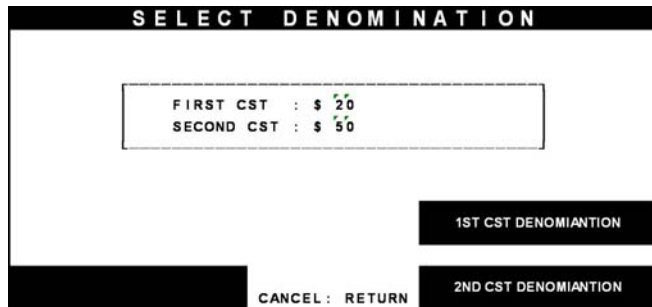 SELECT DENOMINATION
FIRST CST : $ 20
SECOND CST : $ 50
1ST CST DENOMIANTION
2ND CST DENOMIANTION
CANCEL: RETURN